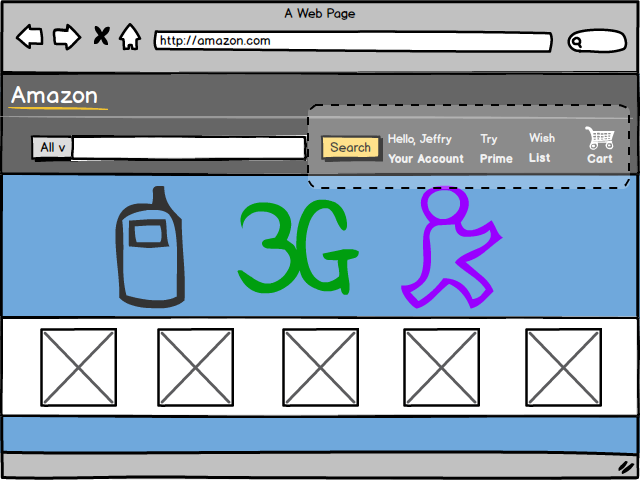 A Web Page
http://amazon.com
Amazon
All v
Search
Hello, Jeffry
Your Account
Try
Prime
Wish
List
Cart
3G